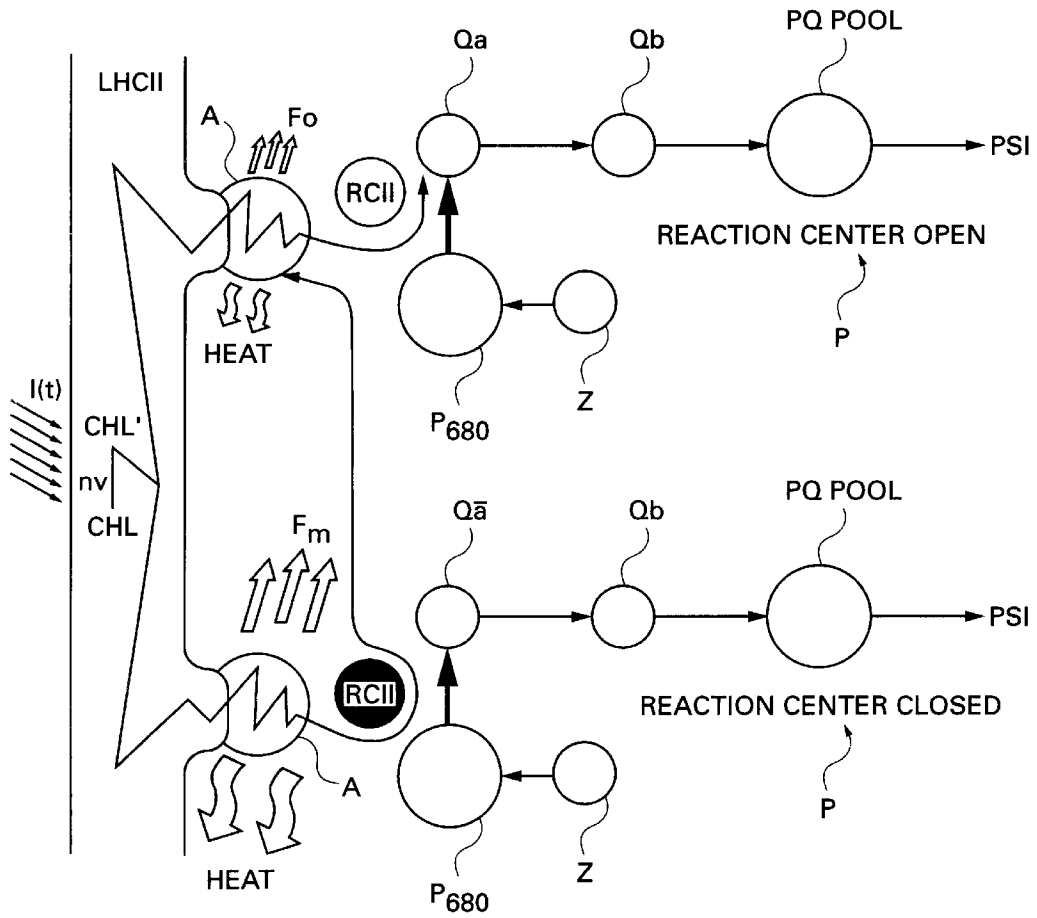 PQ POOL
Qa
Qb
LHCII
A
Fo
RCII
PSI
REACTION CENTER OPEN
P
HEAT
Z
P680
I(t)
CHL'
nv
CHL
Fm
Qā
Qb
PQ POOL
PSI
RCII
REACTION CENTER CLOSED
A
P
HEAT
Z
P680